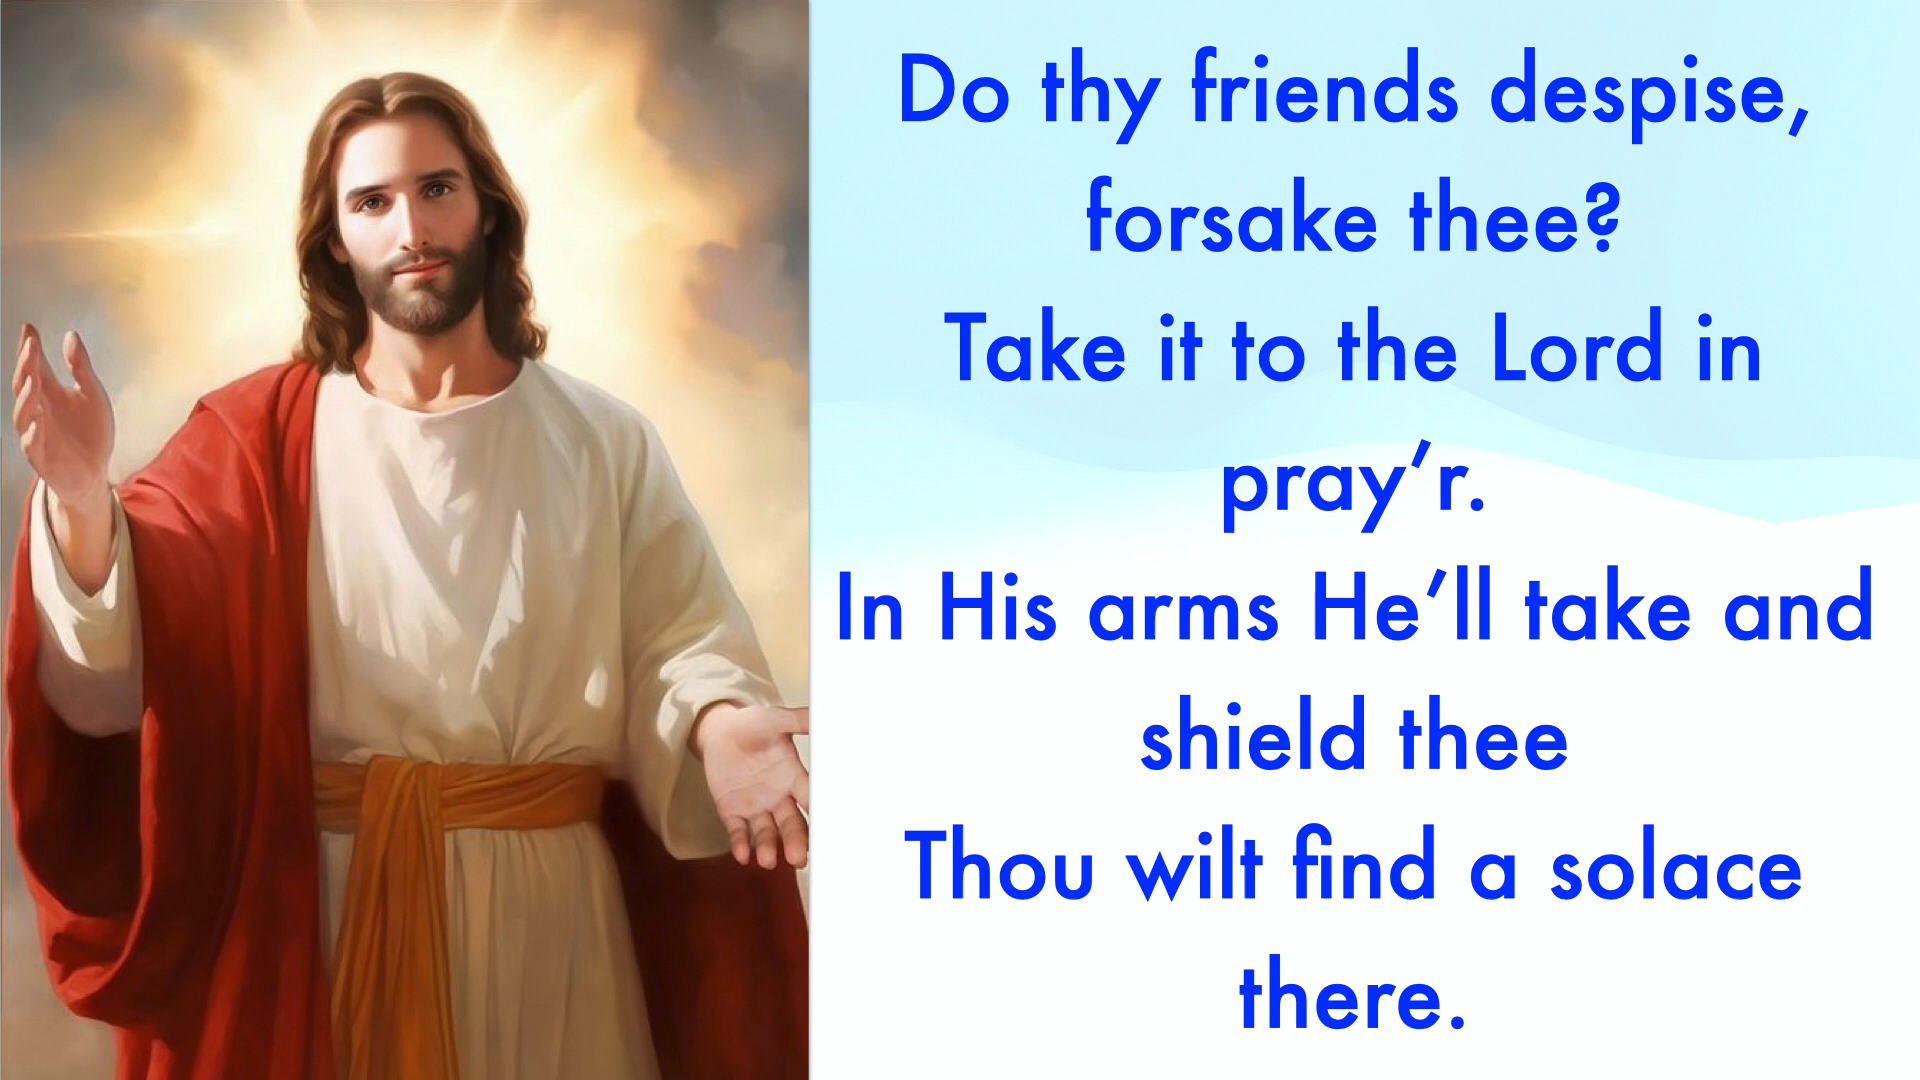 Do thy friends despise,
forsake thee?
Take it to the Lord in
pray’r.
In His arms He’ll take and
shield thee
Thou wilt find a solace
there.